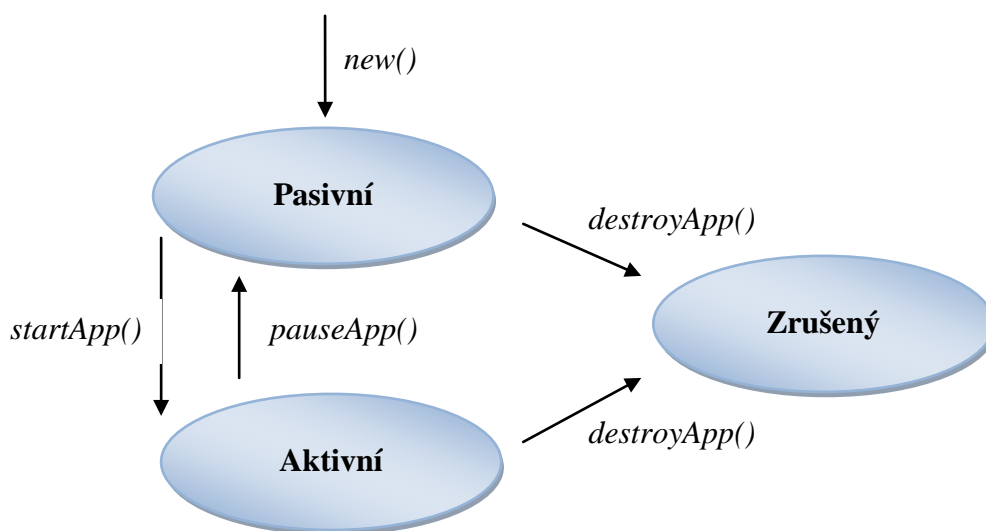 new()
Pasivní
destroyApp()
startApp()
pauseApp()
Zrušený
destroyApp()
Aktivní